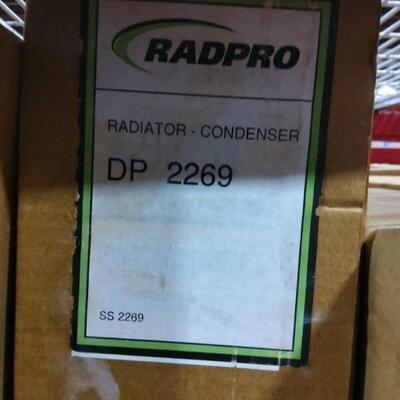 RADPRO
RADIATOR - CONDENSER
DP 2269
SS 2269